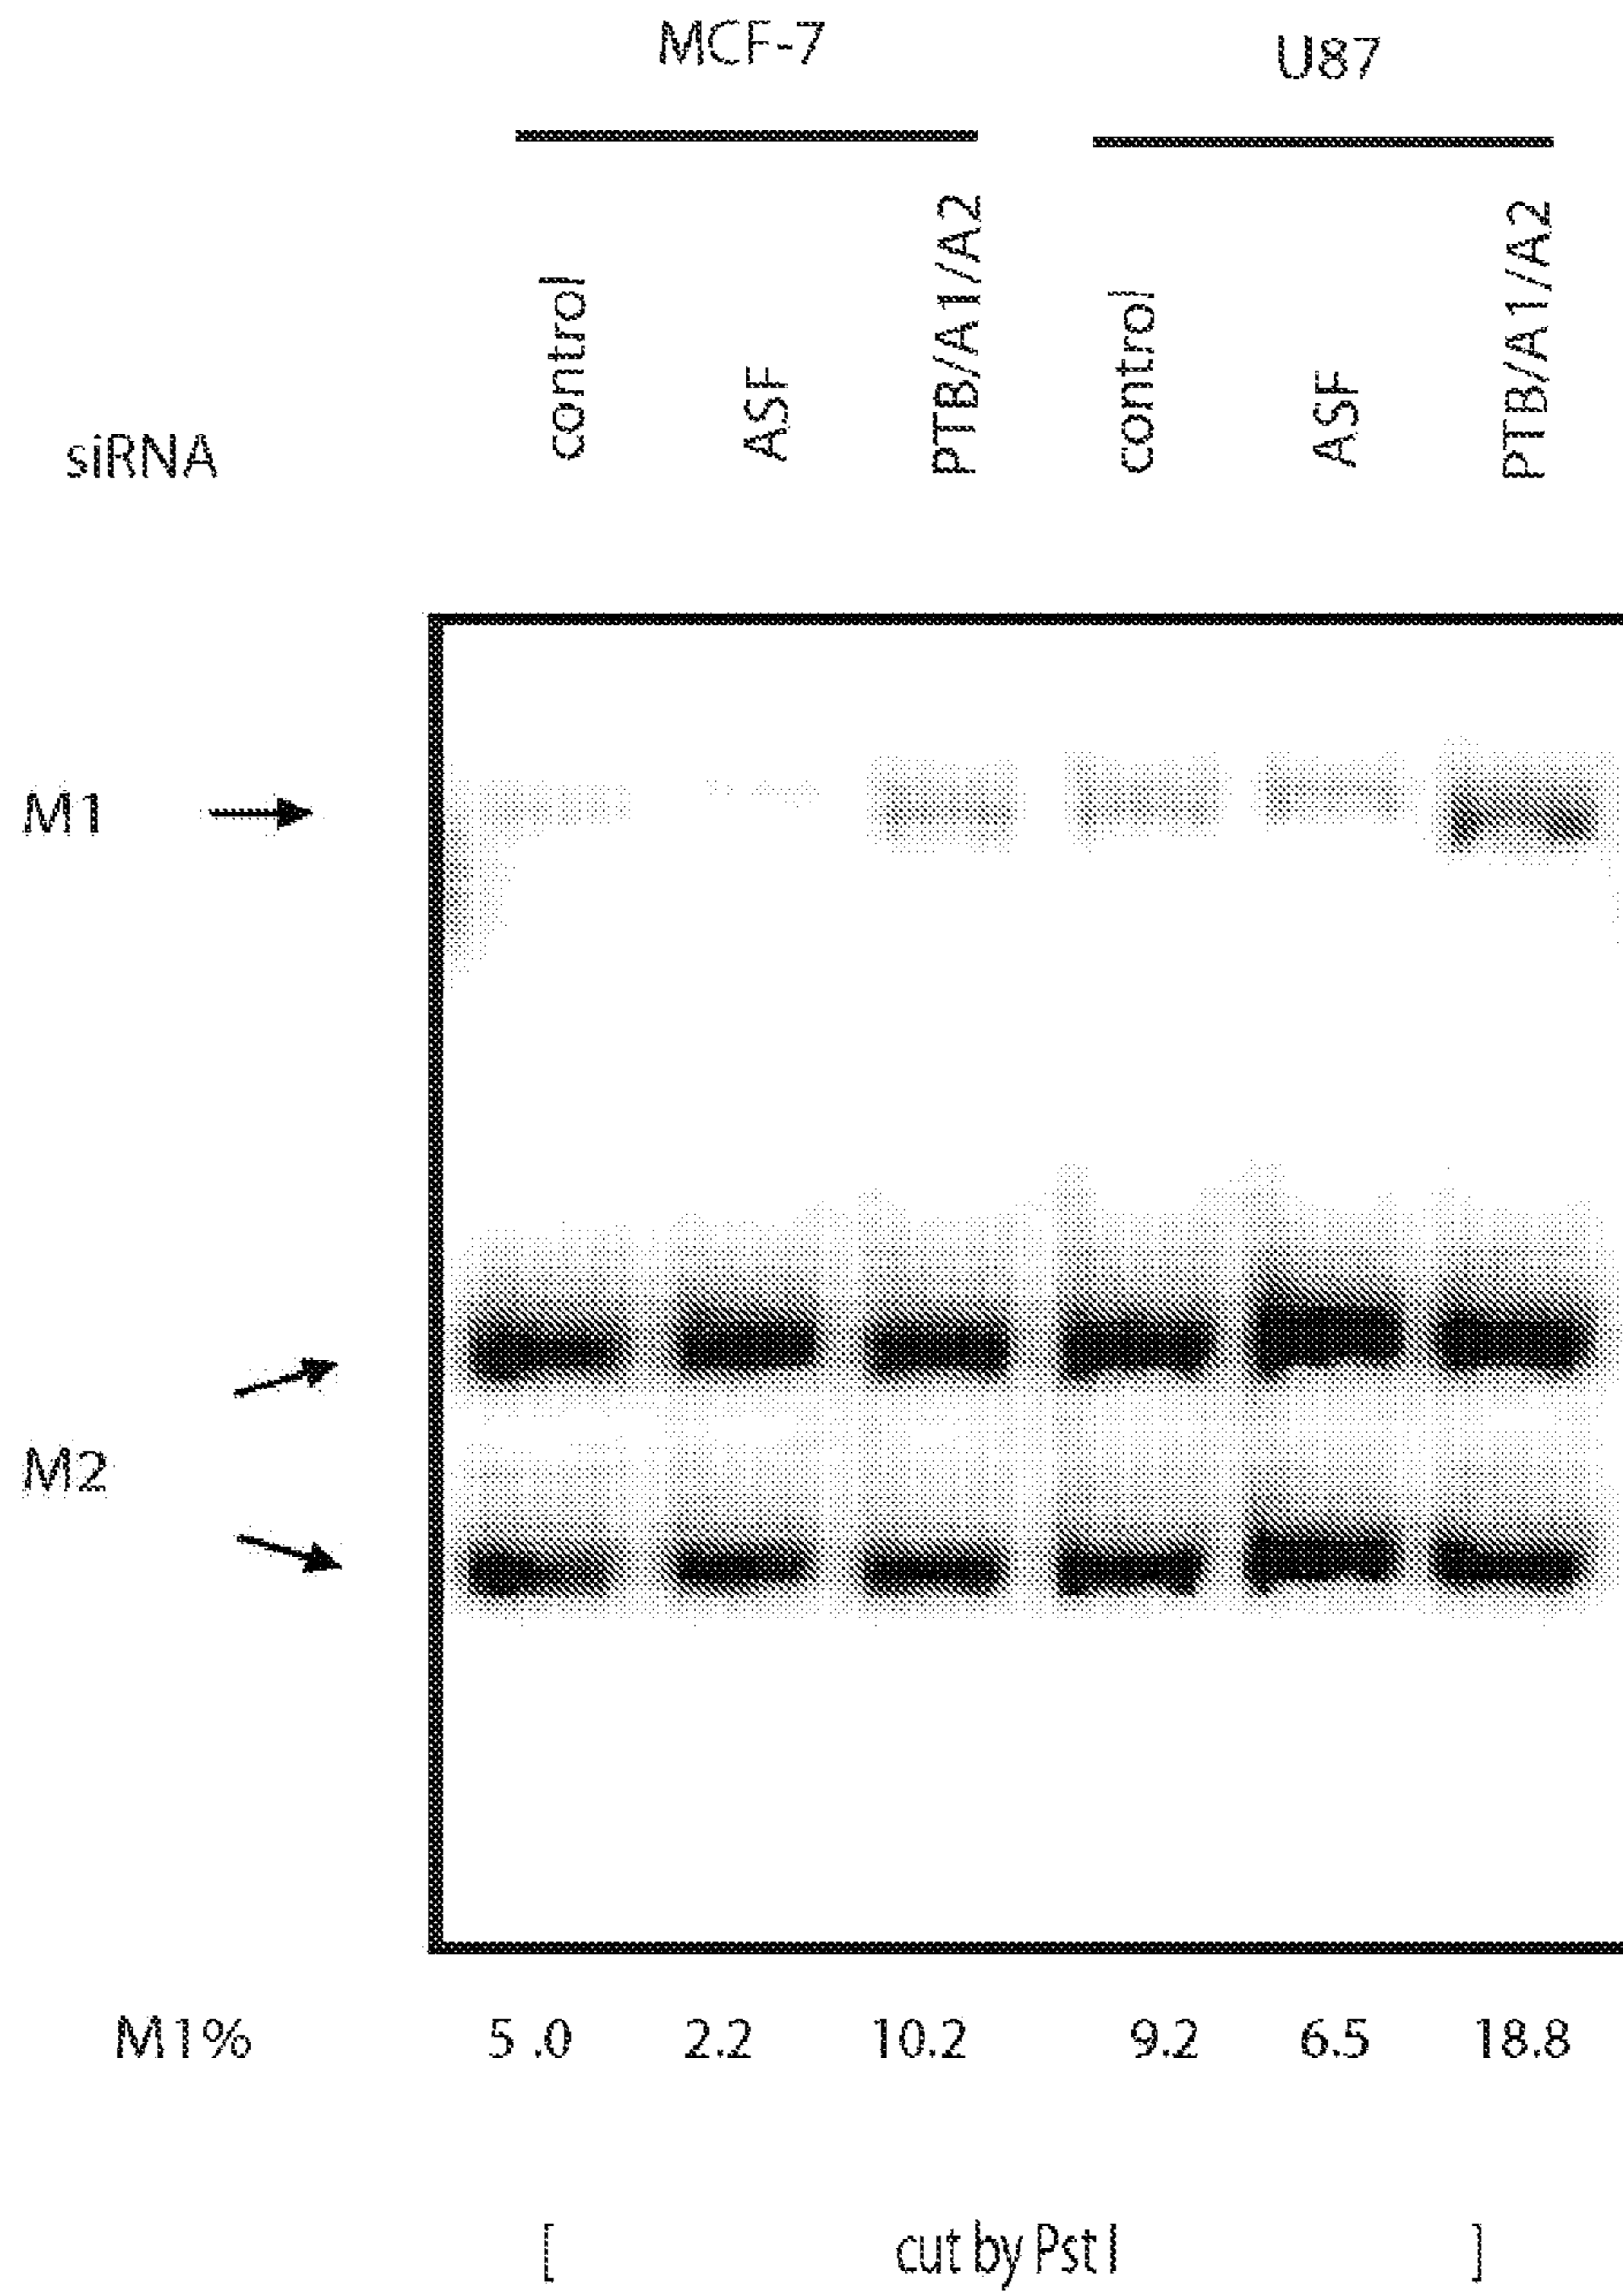 MCF-7 U87
siRNA control ASF PTB/A1/A2 control ASF PTB/A1/A2
M1
M2
M1% 5 .0 2.2 10.2 9.2 6.5 18.8
[ cut by Pst I ]